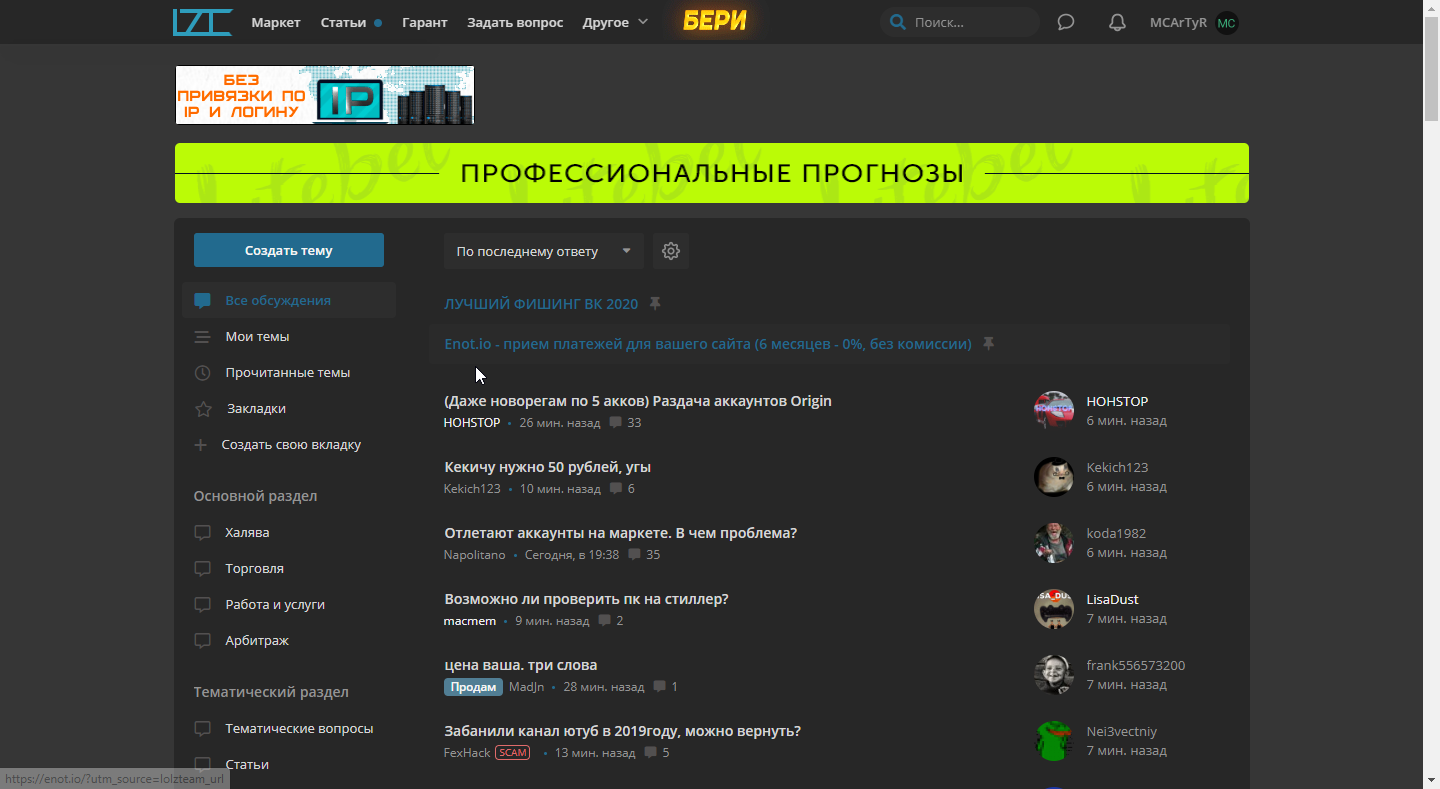 LZT
Маркет
Статьи
Гарант
Задать вопрос
Другое
БЕРИ
Поиск...
MCArTyR
MC
БЕЗ
ПРИВЯЗКИ ПО
IP И ЛОГИНУ
IP
ПРОФЕССИОНАЛЬНЫЕ ПРОГНОЗЫ
Создать тему
Все обсуждения
Мои темы
Прочитанные темы
Закладки
Создать свою вкладку
Основной раздел
Халява
Торговля
Работа и услуги
Арбитраж
Тематический раздел
Тематические вопросы
Статьи
По последнему ответу
ЛУЧШИЙ ФИШИНГ ВК 2020
Enot.io - прием платежей для вашего сайта (6 месяцев - 0%, без комиссии)
(Даже новорегам по 5 акков) Раздача аккаунтов Origin
HOHSTOP • 26 мин. назад 33
HOHSTOP
6 мин. назад
Кекичу нужно 50 рублей, угы
Kekich123 • 10 мин. назад 6
Kekich123
6 мин. назад
Отлетают аккаунты на маркете. В чем проблема?
Napolitano • Сегодня, в 19:38 35
koda1982
6 мин. назад
Возможно ли проверить пк на стиллер?
macmem • 9 мин. назад 2
LisaDust
7 мин. назад
цена ваша. три слова
Продам MadJn • 28 мин. назад 1
frank556573200
7 мин. назад
Забанили канал ютуб в 2019году, можно вернуть?
FexHack SCAM • 13 мин. назад 5
Nei3vectniy
7 мин. назад
https://enot.io/?utm_source=lolzteam_url